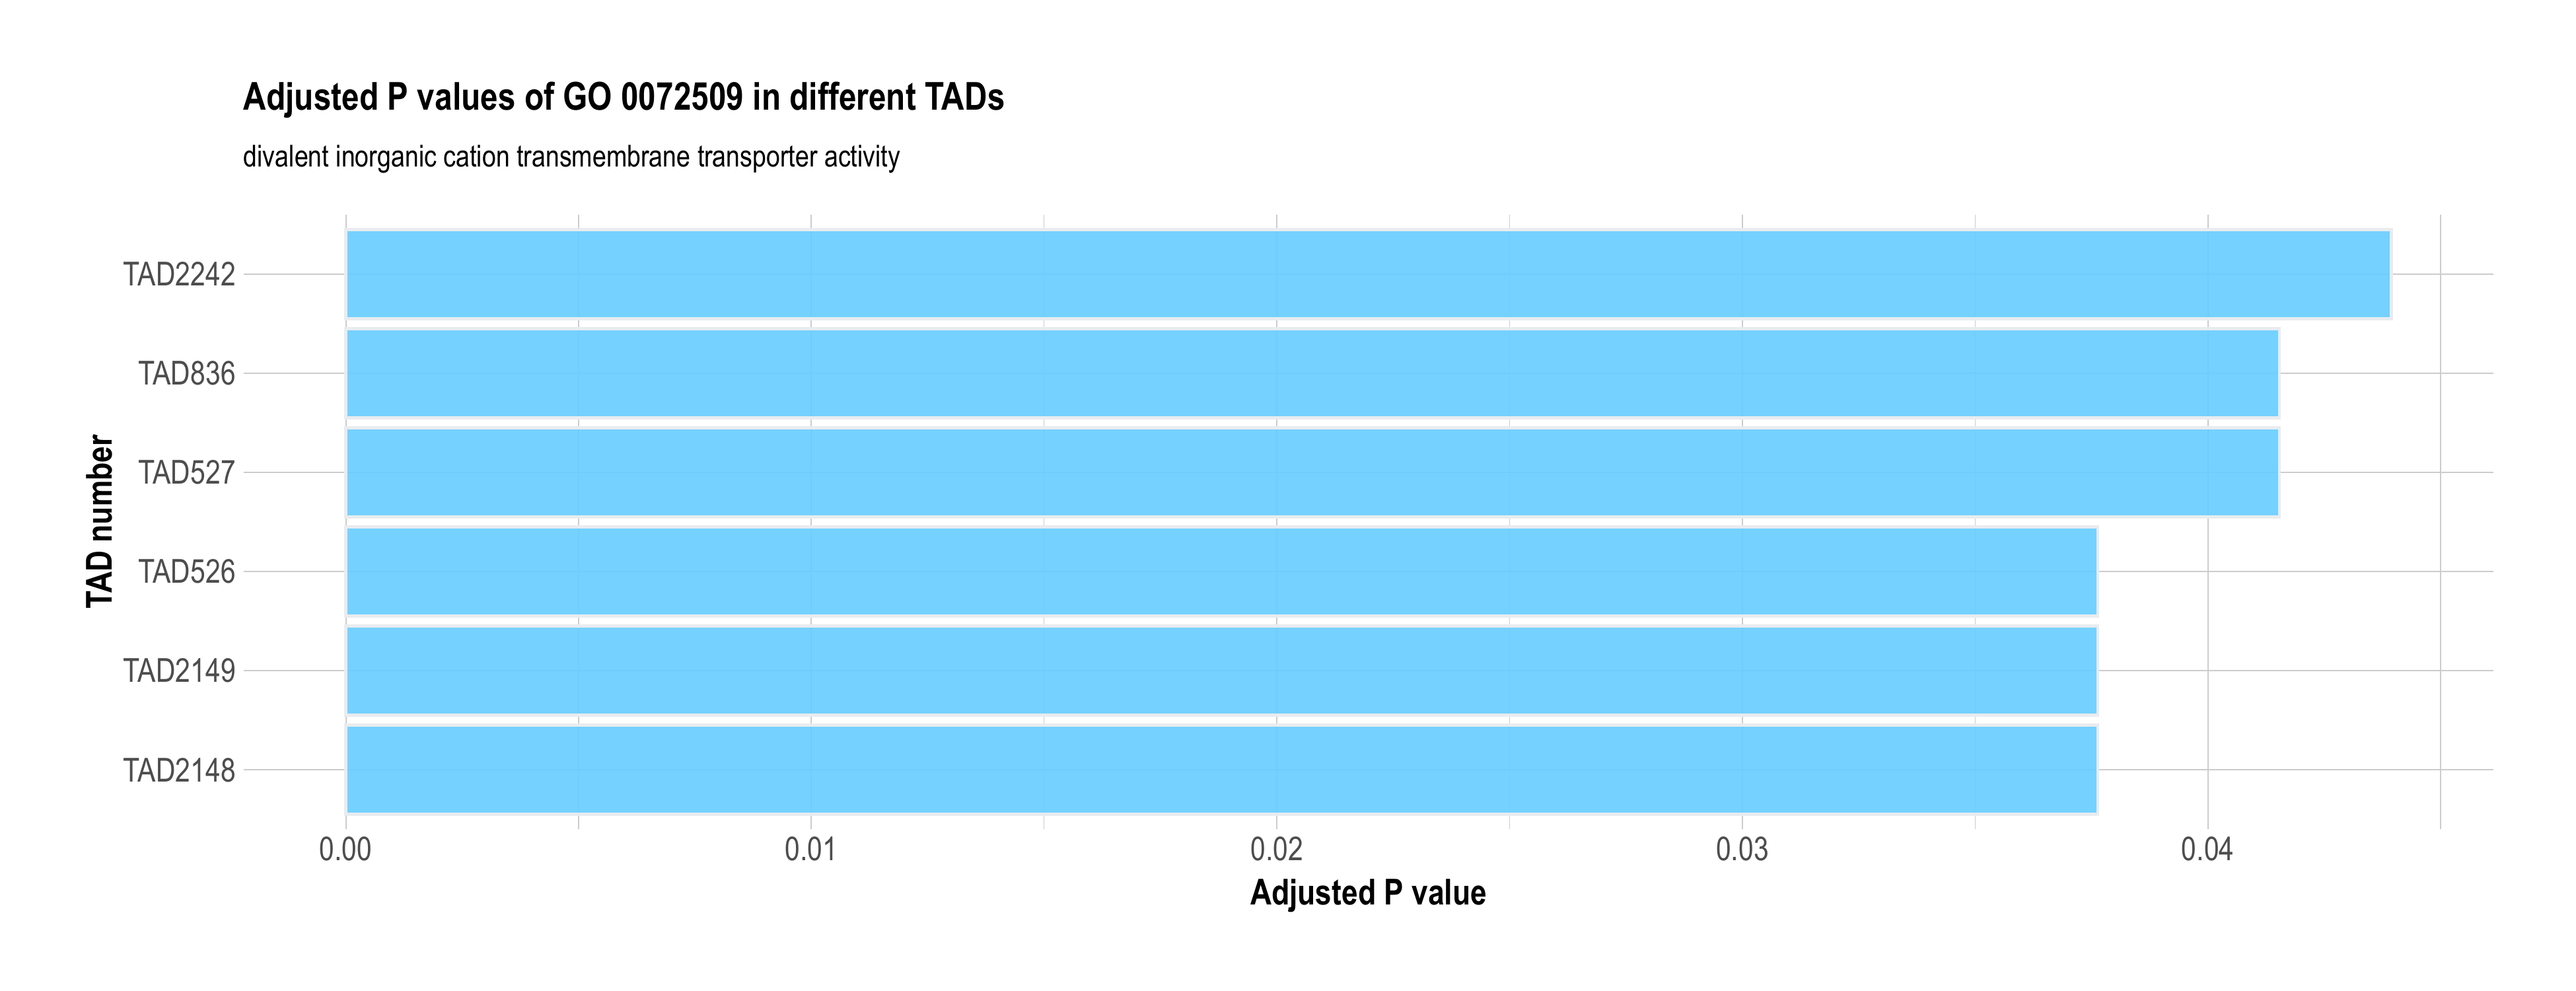 Adjusted P values of GO 0072509 in different TADs
divalent inorganic cation transmembrane transporter activity
TAD number
TAD2242
TAD836
TAD527
TAD526
TAD2149
TAD2148
0.00 0.01 0.02 0.03 0.04
Adjusted P value